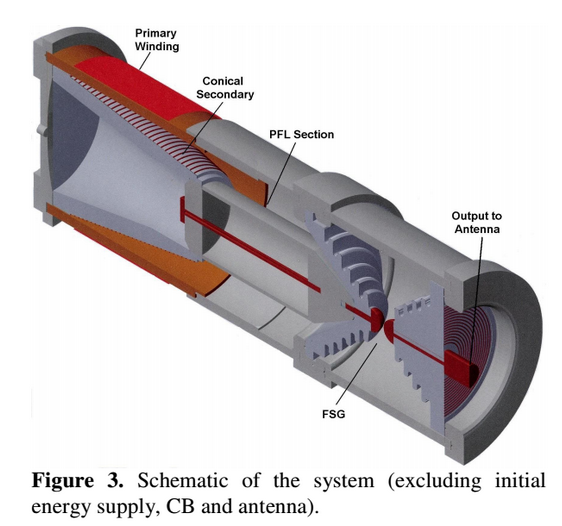 Primary
Winding
Conical
Secondary
PFL Section
Output to
Antenna
FSG
Figure 3. Schematic of the system (excluding initial
energy supply, CB and antenna).